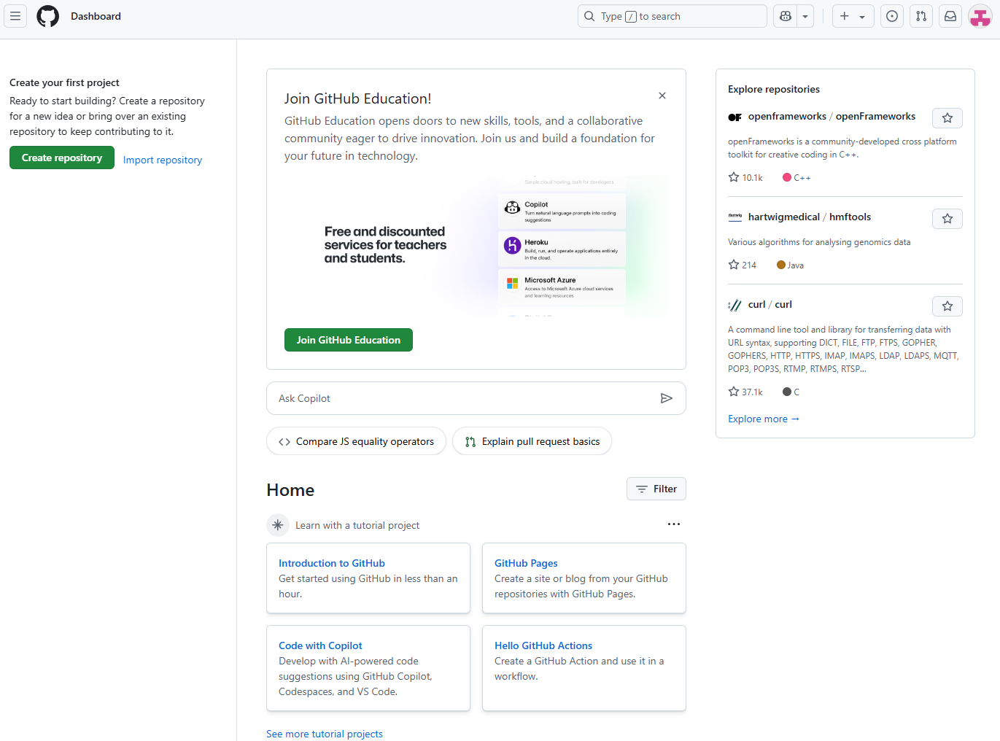 Dashboard
Type / to search
Create your first project
Ready to start building? Create a repository
for a new idea or bring over an existing
repository to keep contributing to it.
Create repository
Import repository
Join GitHub Education!
GitHub Education opens doors to new skills, tools, and a collaborative
community eager to drive innovation. Join us and build a foundation for
your future in technology.
Free and discounted
services for teachers
and students.
Simple cloud hosting, built for developers
Copilot
Turn natural language prompts into coding
suggestions
Heroku
Build, run, and operate applications entirely
in the cloud.
Microsoft Azure
Access to Microsoft Azure cloud services
and learning resources
Join GitHub Education
Ask Copilot
Compare JS equality operators
Explain pull request basics
Home
Filter
Learn with a tutorial project
Introduction to GitHub
Get started using GitHub in less than an
hour.
GitHub Pages
Create a site or blog from your GitHub
repositories with GitHub Pages.
Code with Copilot
Develop with AI-powered code
suggestions using GitHub Copilot,
Codespaces, and VS Code.
Hello GitHub Actions
Create a GitHub Action and use it in a
workflow.
See more tutorial projects
Explore repositories
openframeworks / openFrameworks
openFrameworks is a community-developed cross platform
toolkit for creative coding in C++.
10.1k C++
hartwigmedical / hmftools
Various algorithms for analysing genomics data
214 Java
curl / curl
A command line tool and library for transferring data with
URL syntax, supporting DICT, FILE, FTP, FTPS, GOPHER,
GOPHERS, HTTP, HTTPS, IMAP, IMAPS, LDAP, LDAPS, MQTT,
POP3, POP3S, RTMP, RTMPS, RTSP...
37.1k C
Explore more →